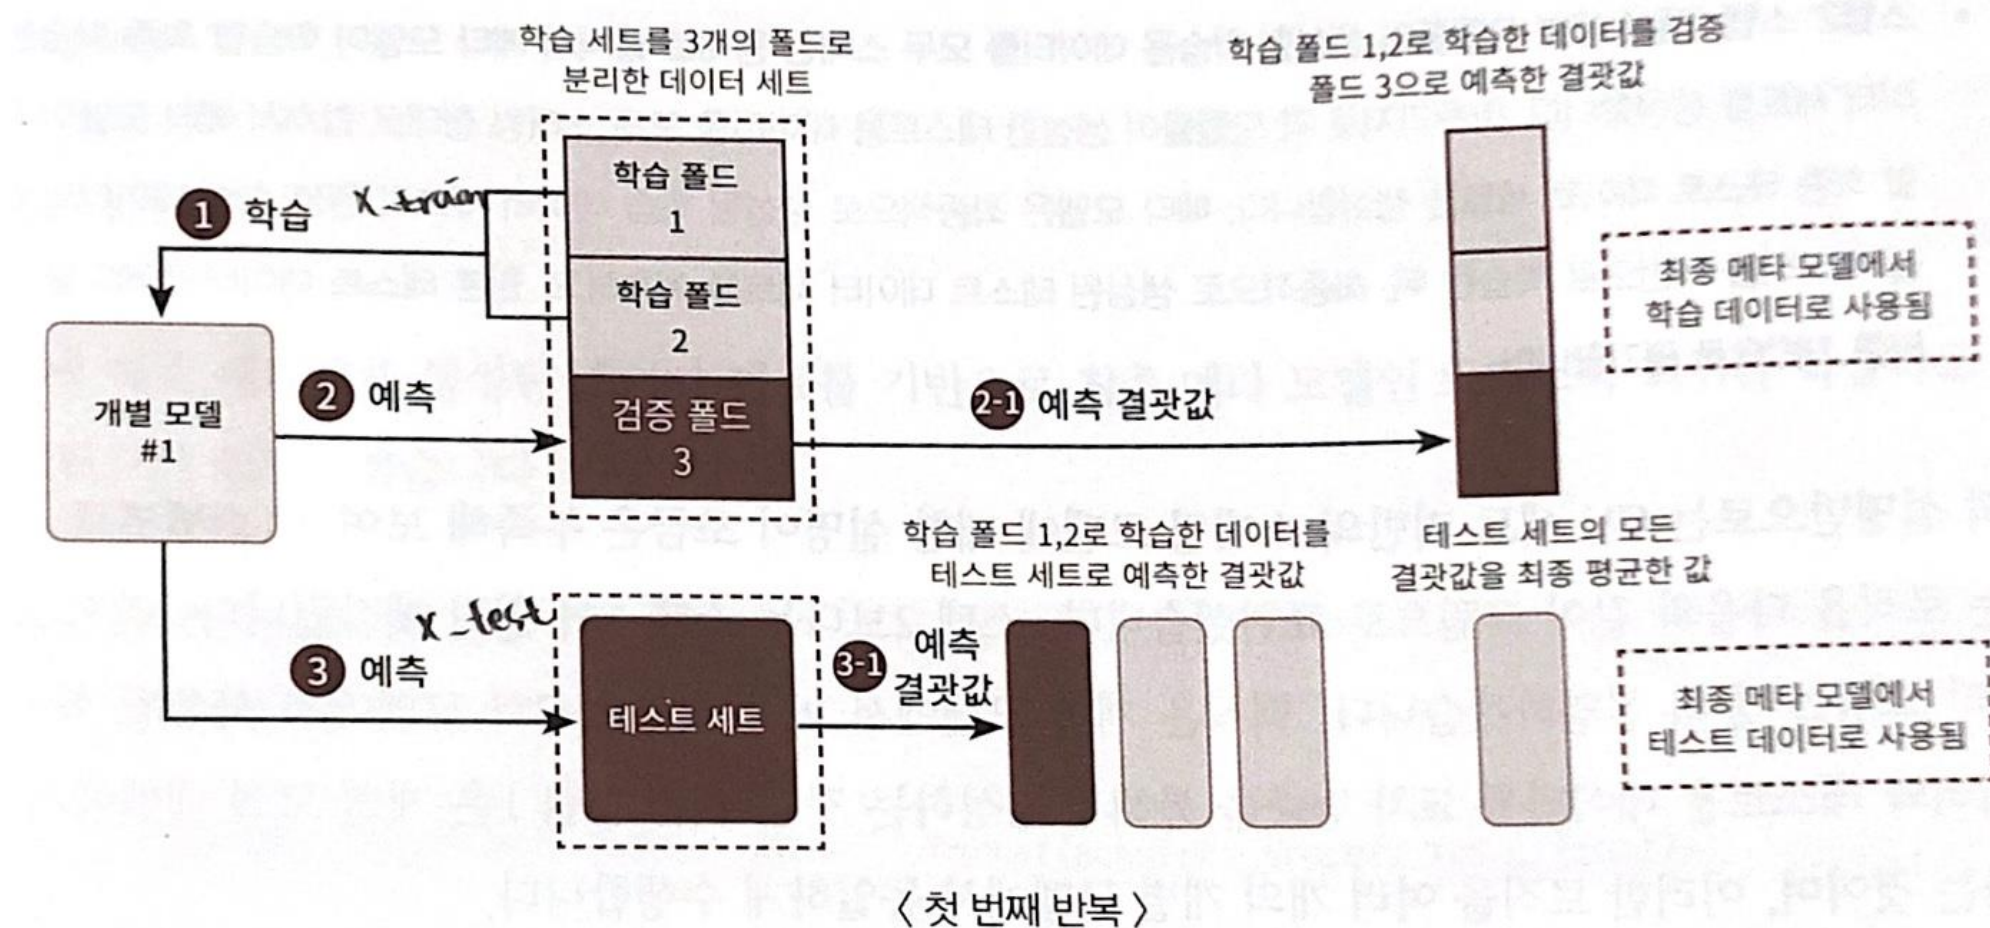 학습 세트를 3개의 폴드로
분리한 데이터 세트
학습 폴드 1,2로 학습한 데이터를 검증
폴드 3으로 예측한 결괏값
1 학습
X_train
학습 폴드
1
학습 폴드
2
검증 폴드
3
최종 메타 모델에서
학습 데이터로 사용됨
개별 모델
#1
2 예측
2-1 예측 결괏값
학습 폴드 1,2로 학습한 데이터를
테스트 세트로 예측한 결괏값
테스트 세트의 모든
결괏값을 최종 평균한 값
X_test
3 예측
테스트 세트
3-1 예측
결괏값
최종 메타 모델에서
테스트 데이터로 사용됨
〈 첫 번째 반복 〉